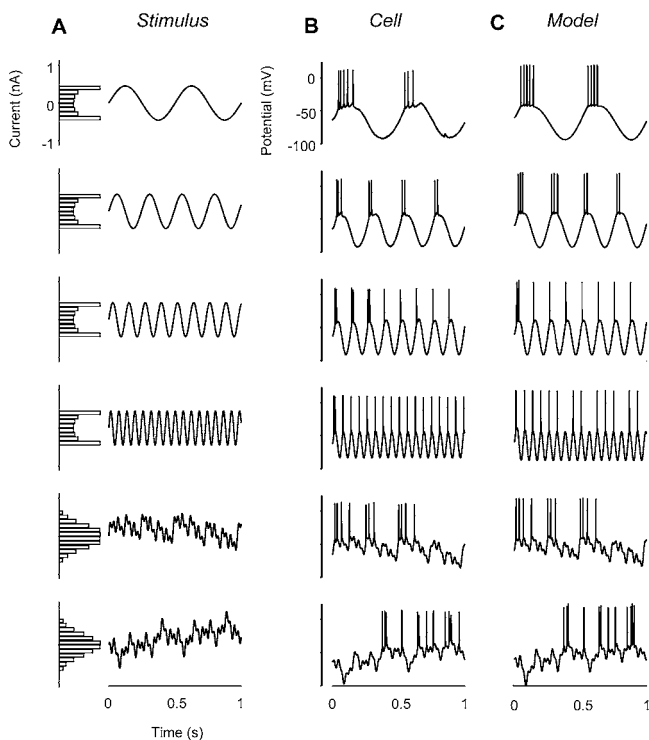 A Stimulus B Cell C Model
Current (nA)
1
0
-1
Potential (mV)
0
-50
-100
0 0.5 1
0 0.5 1
0 0.5 1
Time (s)